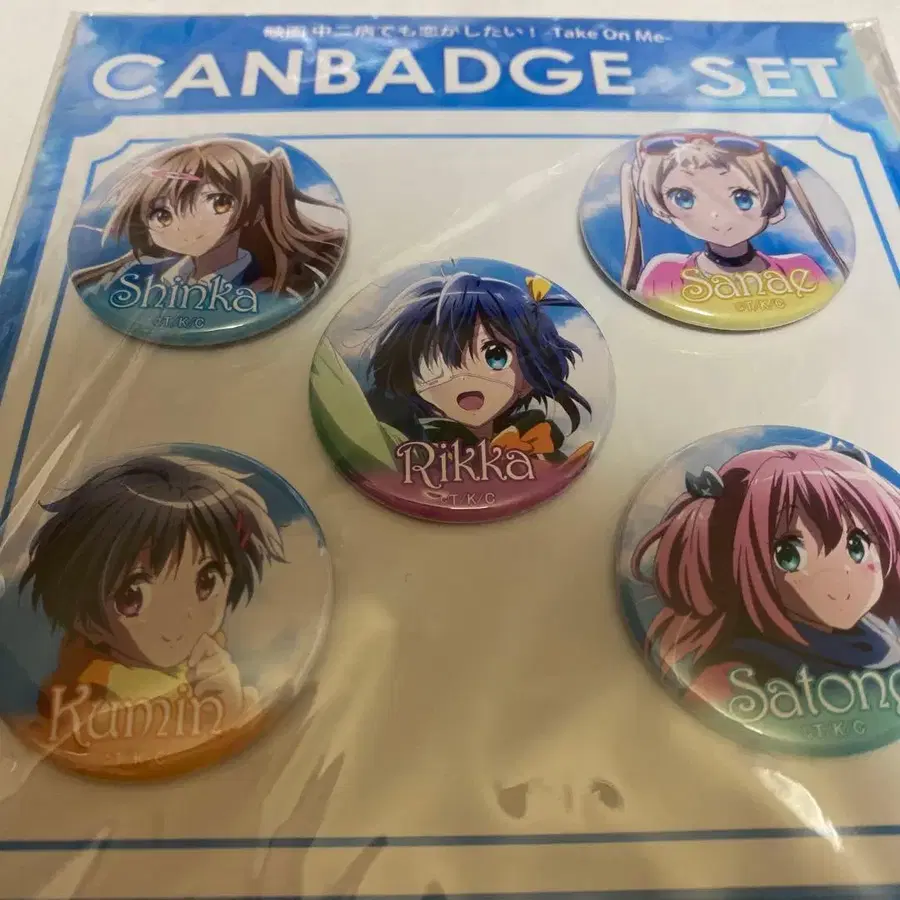 映画 中二病でも恋がしたい! -Take On Me-
CANBADGE SET
Shinka
©T/K/C
Sanae
©T/K/C
Rikka
©T/K/C
Kumin
©T/K/C
Satone
©T/K/C